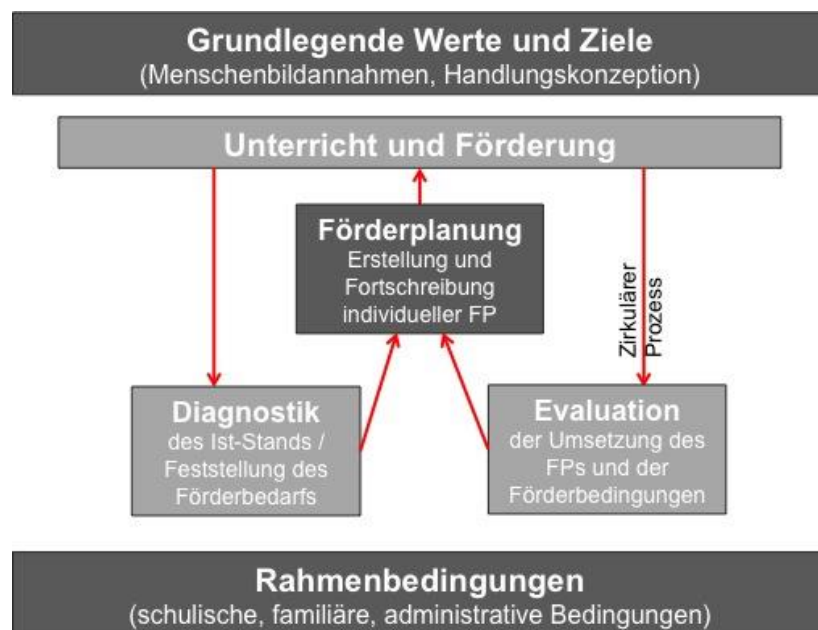 Grundlegende Werte und Ziele
(Menschenbildannahmen, Handlungskonzeption)
Unterricht und Förderung
Förderplanung
Erstellung und
Fortschreibung
individueller FP
Zirkulärer
Prozess
Diagnostik
des Ist-Stands /
Feststellung des
Förderbedarfs
Evaluation
der Umsetzung des
FPs und der
Förderbedingungen
Rahmenbedingungen
(schulische, familiäre, administrative Bedingungen)